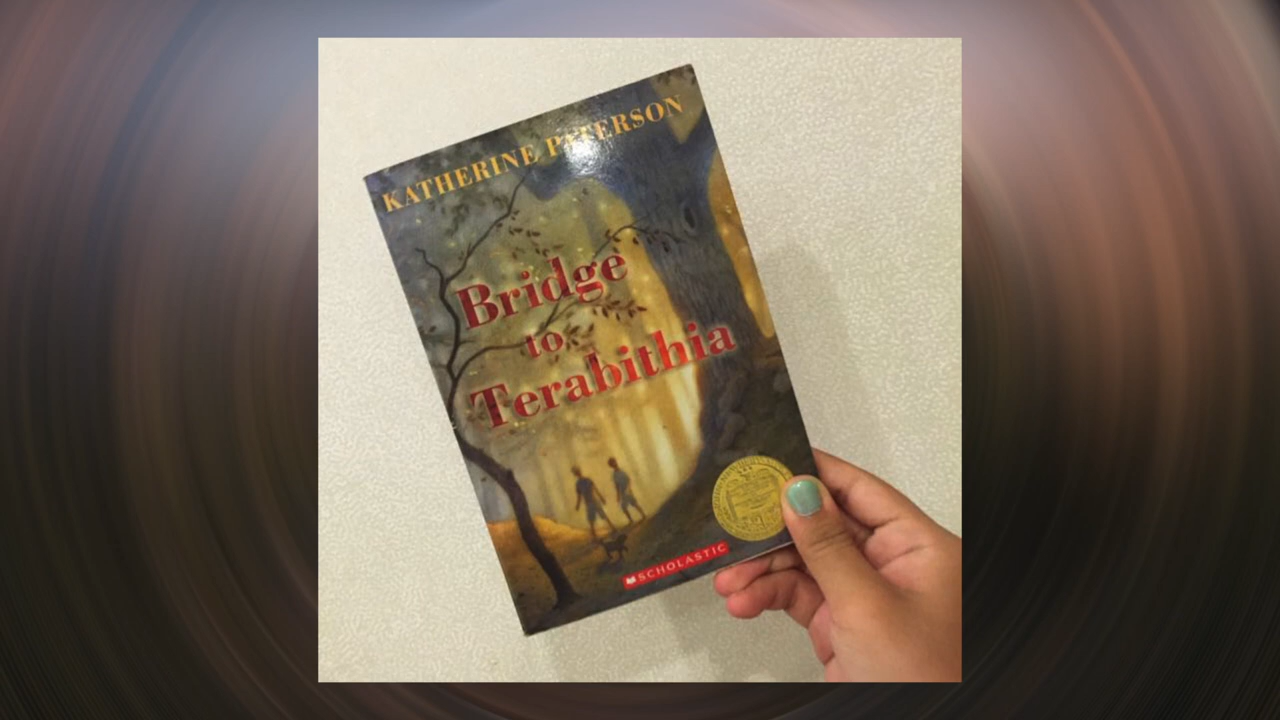 KATHERINE PATERSON
Bridge
to
Terabithia
SCHOLASTIC